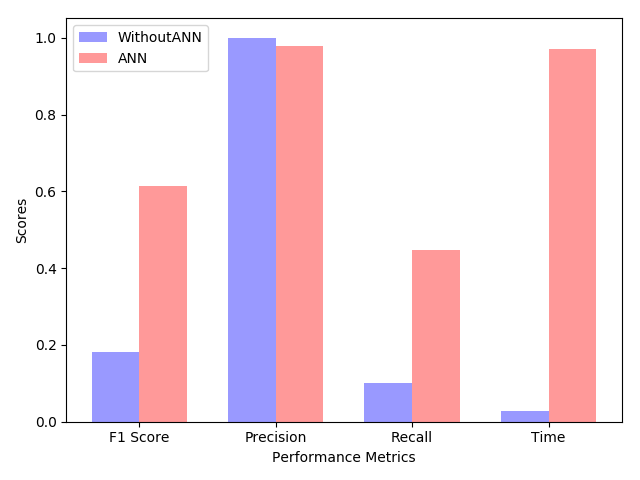 WithoutANN
ANN
1.0
0.8
0.6
0.4
0.2
0.0
Scores
F1 Score Precision Recall Time
Performance Metrics